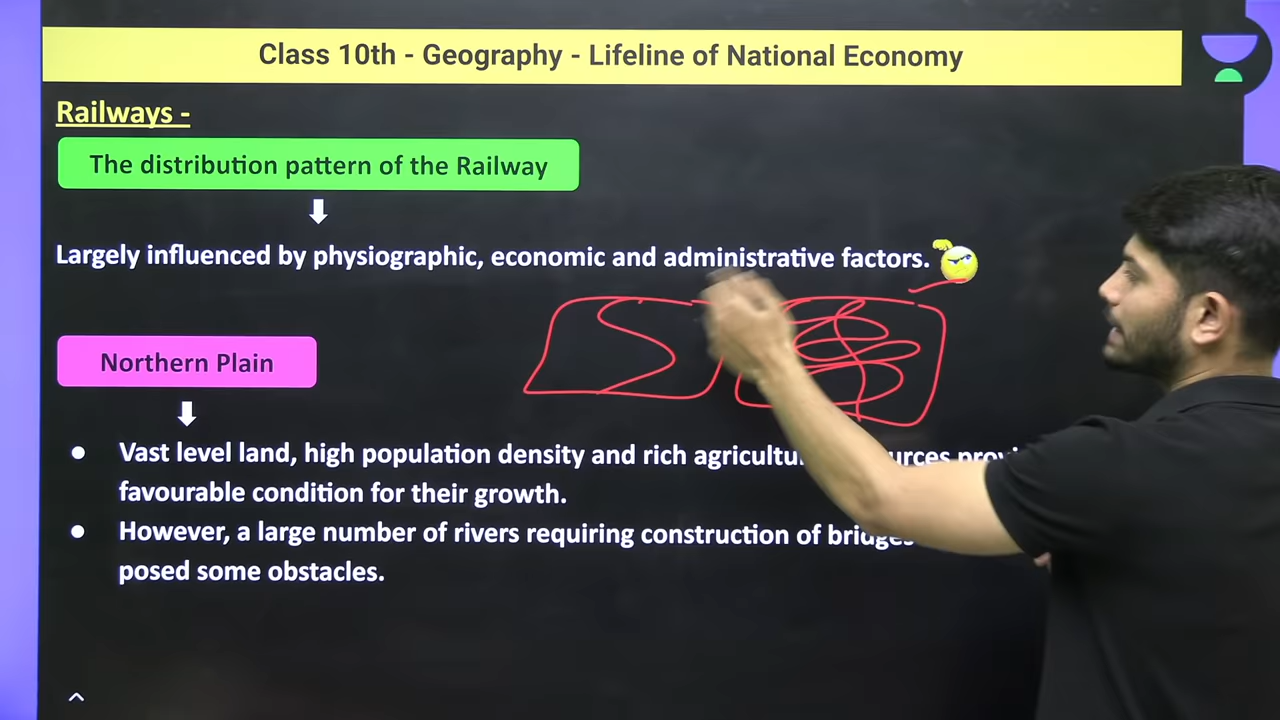 Class 10th - Geography - Lifeline of National Economy
Railways -
The distribution pattern of the Railway
Largely influenced by physiographic, economic and administrative factors.
Northern Plain
Vast level land, high population density and rich
favourable condition for their growth.
However, a large number of rivers requiring construction of bridges
posed some obstacles.